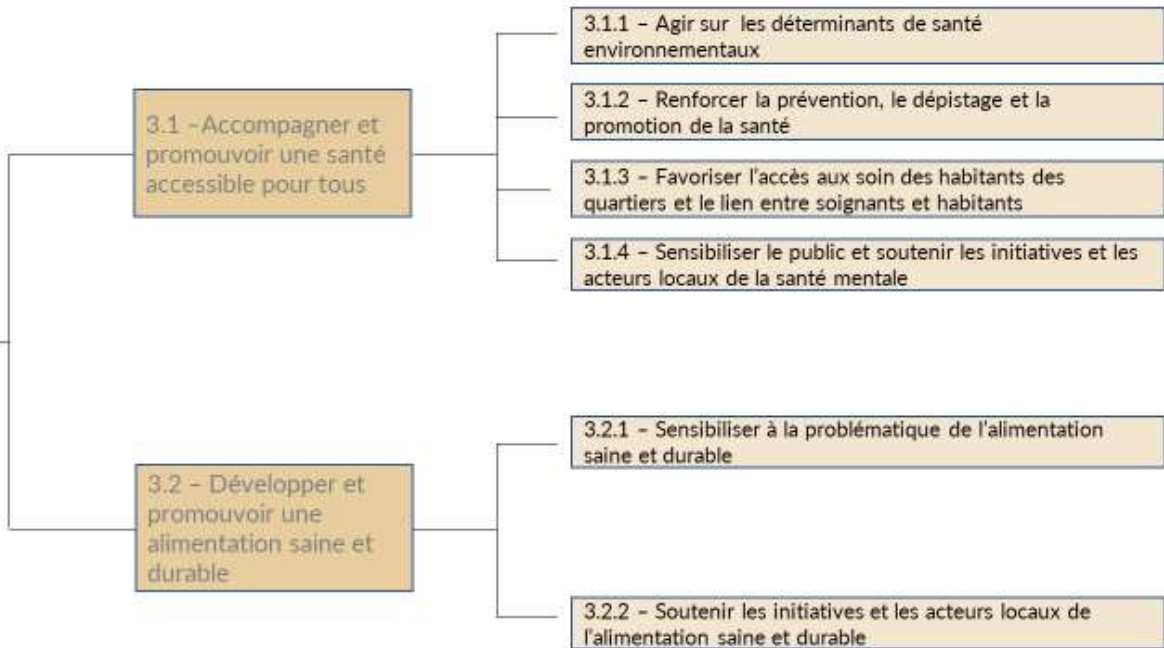 3.1 –Accompagner et
promouvoir une santé
accessible pour tous
3.1.1 – Agir sur les déterminants de santé
environnementaux
3.1.2 – Renforcer la prévention, le dépistage et la
promotion de la santé
3.1.3 – Favoriser l'accès aux soin des habitants des
quartiers et le lien entre soignants et habitants
3.1.4 – Sensibiliser le public et soutenir les initiatives et les
acteurs locaux de la santé mentale
3.2 – Développer et
promouvoir une
alimentation saine et
durable
3.2.1 – Sensibiliser à la problématique de l'alimentation
saine et durable
3.2.2 – Soutenir les initiatives et les acteurs locaux de
l'alimentation saine et durable